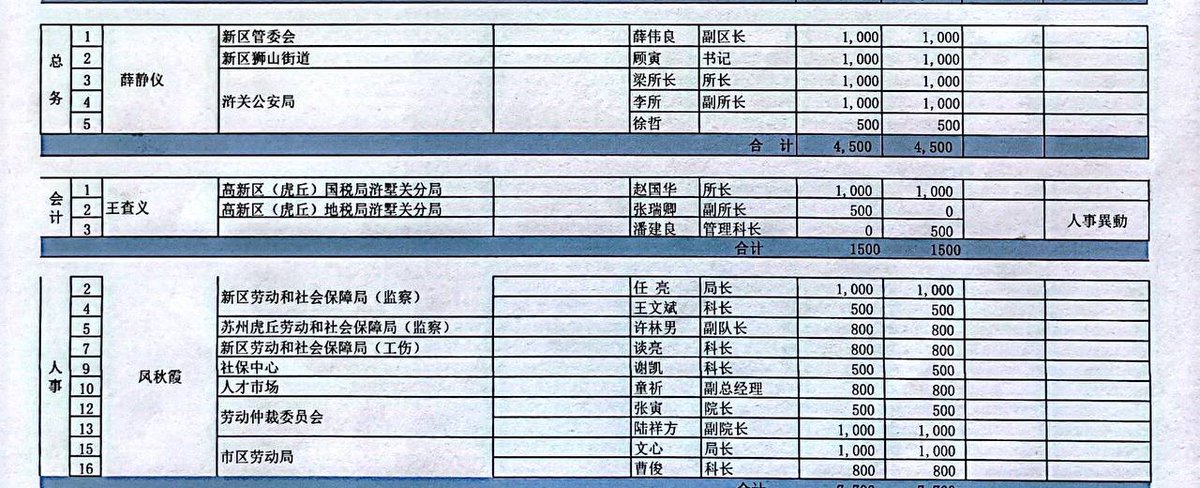 总务 薛静仪 1 新区管委会 薛伟良 副区长 1,000 1,000
2 新区狮山街道 顾寅 书记 1,000 1,000
3 浒关公安局 梁所长 所长 1,000 1,000
4 李所 副所长 1,000 1,000
5 徐哲 500 500
合 计 4,500 4,500
会计 王查义 1 高新区（虎丘）国税局浒墅关分局 赵国华 所长 1,000 1,000
2 高新区（虎丘）地税局浒墅关分局 张瑞卿 副所长 500 0 人事異動
3 潘建良 管理科长 0 500
合计 1500 1500
人事 风秋霞 2 新区劳动和社会保障局（监察） 任 亮 局长 1,000 1,000
4 王文斌 科长 500 500
5 苏州虎丘劳动和社会保障局（监察） 许林男 副队长 800 800
7 新区劳动和社会保障局（工伤） 谈亮 科长 800 800
9 社保中心 谢凯 科长 500 500
10 人才市场 童祈 副总经理 800 800
12 劳动仲裁委员会 张寅 院长 500 500
13 陆祥方 副院长 1,000 1,000
15 市区劳动局 文心 局长 1,000 1,000
16 曹俊 科长 800 800
合计